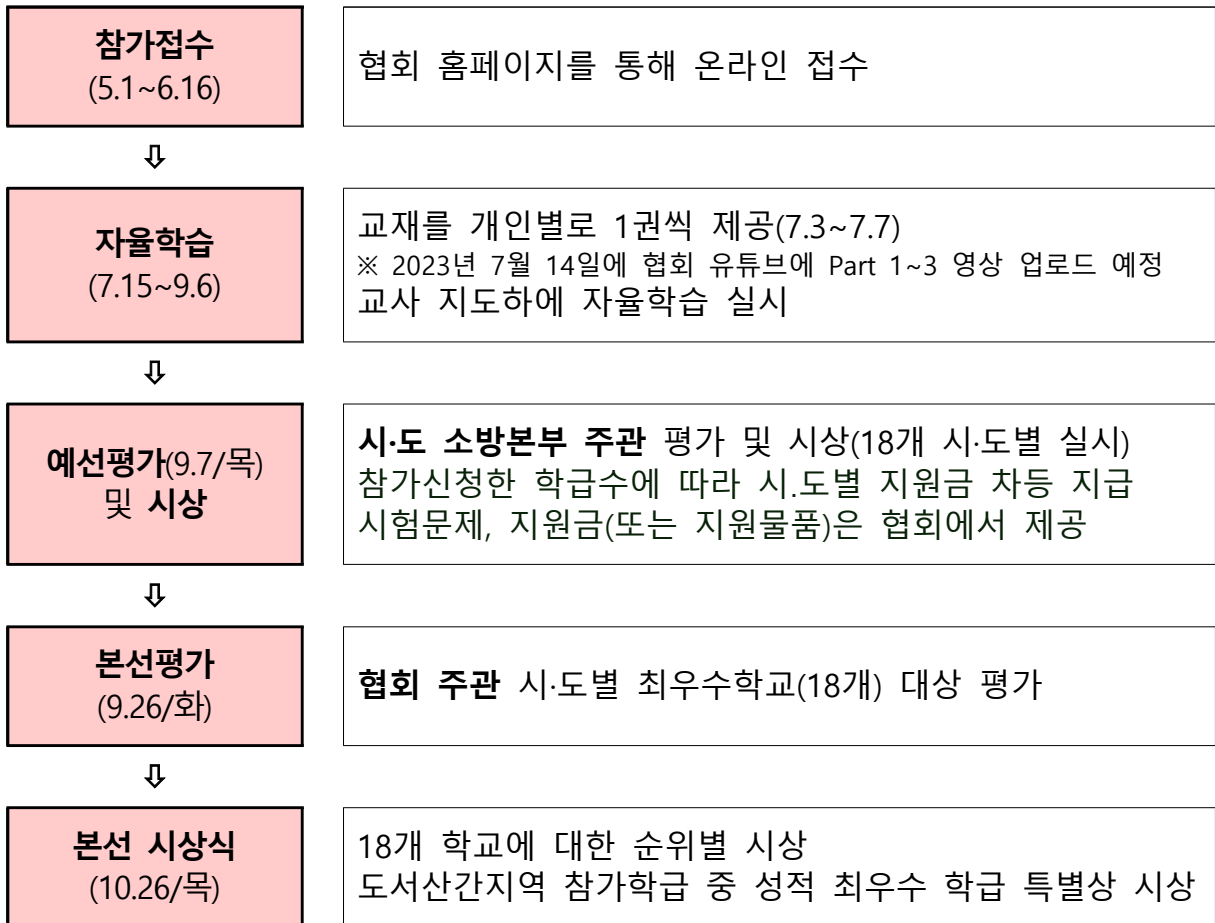 참가접수
(5.1~6.16)
협회 홈페이지를 통해 온라인 접수
⇩
자율학습
(7.15~9.6)
교재를 개인별로 1권씩 제공(7.3~7.7)
※ 2023년 7월 14일에 협회 유튜브에 Part 1~3 영상 업로드 예정
교사 지도하에 자율학습 실시
⇩
예선평가(9.7/목)
및 시상
시·도 소방본부 주관 평가 및 시상(18개 시·도별 실시)
참가신청한 학급수에 따라 시.도별 지원금 차등 지급
시험문제, 지원금(또는 지원물품)은 협회에서 제공
⇩
본선평가
(9.26/화)
협회 주관 시·도별 최우수학교(18개) 대상 평가
⇩
본선 시상식
(10.26/목)
18개 학교에 대한 순위별 시상
도서산간지역 참가학급 중 성적 최우수 학급 특별상 시상